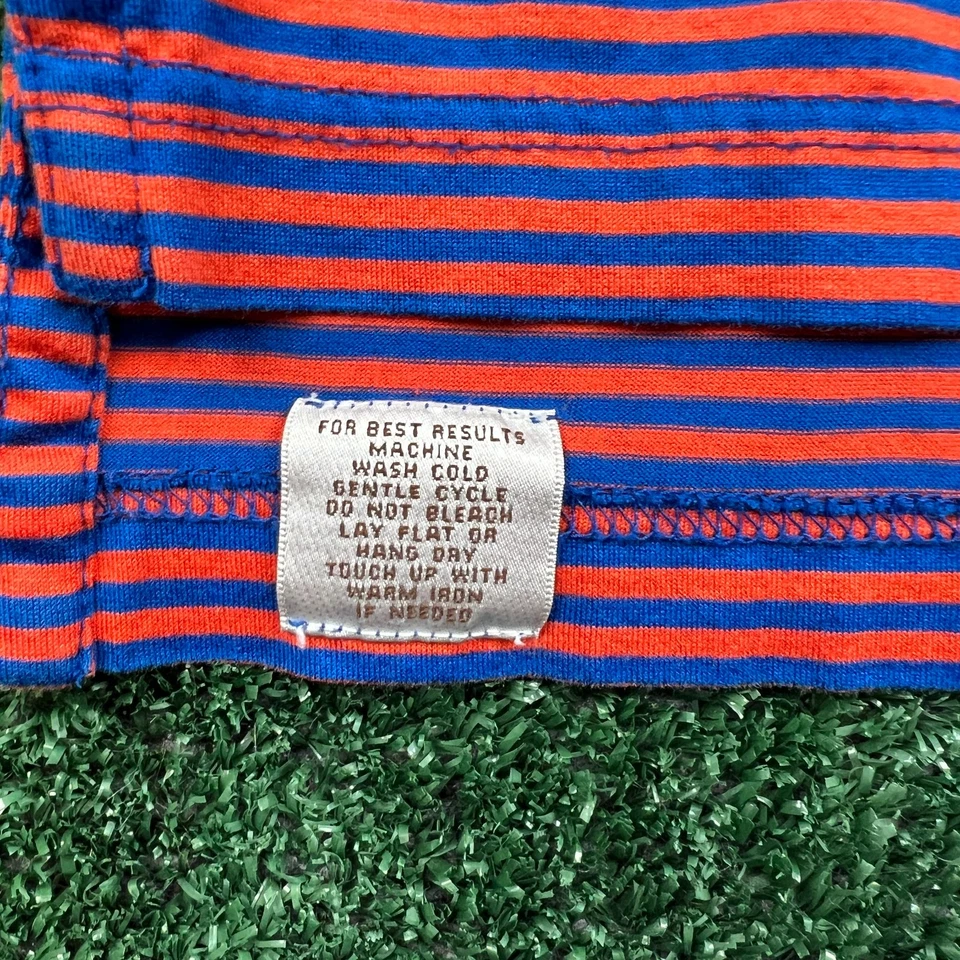 FOR BEST RESULTS
MACHINE
WASH COLD
GENTLE CYCLE
DO NOT BLEACH
LAY FLAT OR
HANG DRY
TOUCH UP WITH
WARM IRON
IF NEEDED